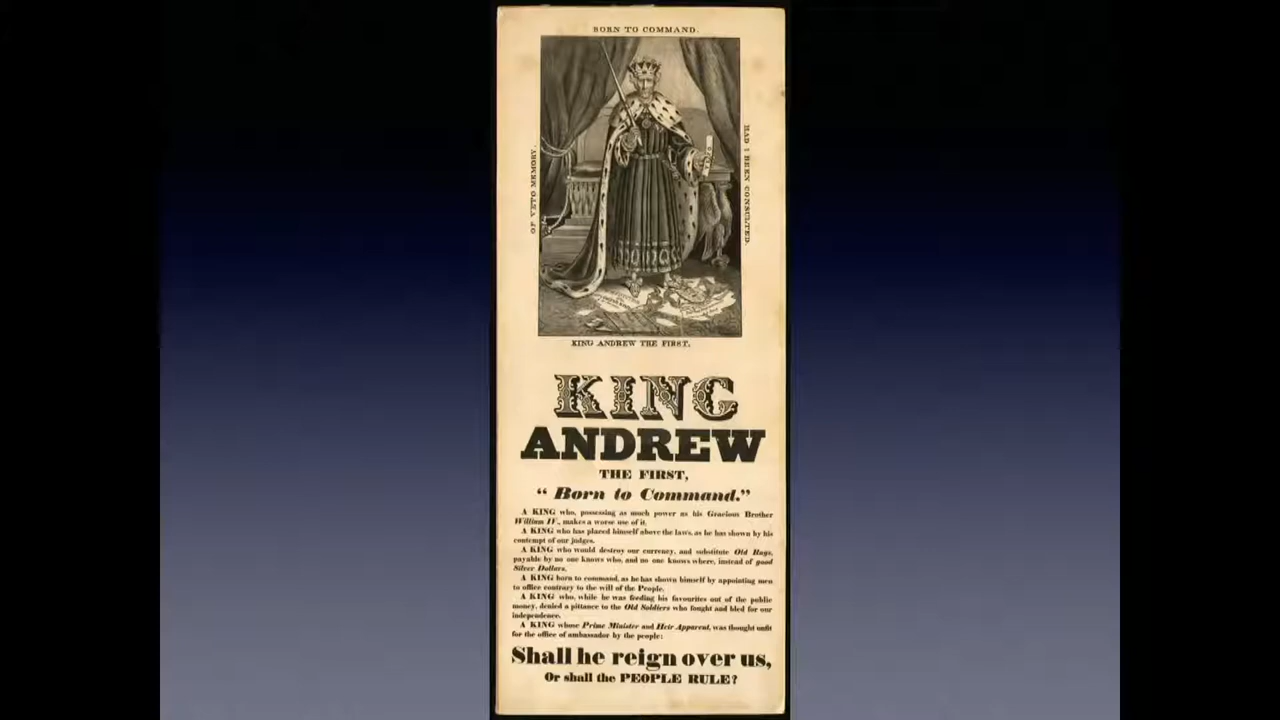 BORN TO COMMAND.
OF VETO MEMORY.
HAD I BEEN CONSULTED.
VETO
KING ANDREW THE FIRST.
KING
ANDREW
THE FIRST,
“ Born to Command.”
A KING who, possessing as much power as his Gracious Brother
William IV., makes a worse use of it.
A KING who has placed himself above the laws, as he has shown by his
contempt of our judges.
A KING who would destroy our currency, and substitute Old Rags,
payable by no one knows who, and no one knows where, instead of good
Silver Dollars.
A KING born to command, as he has shown himself by appointing men
to office contrary to the will of the People.
A KING who, while he was feeding his favourites out of the public
money, denied a pittance to the Old Soldiers who fought and bled for our
independence.
A KING whose Prime Minister and Heir Apparent, was thought unfit
for the office of ambassador by the people:
Shall he reign over us,
Or shall the PEOPLE RULE?